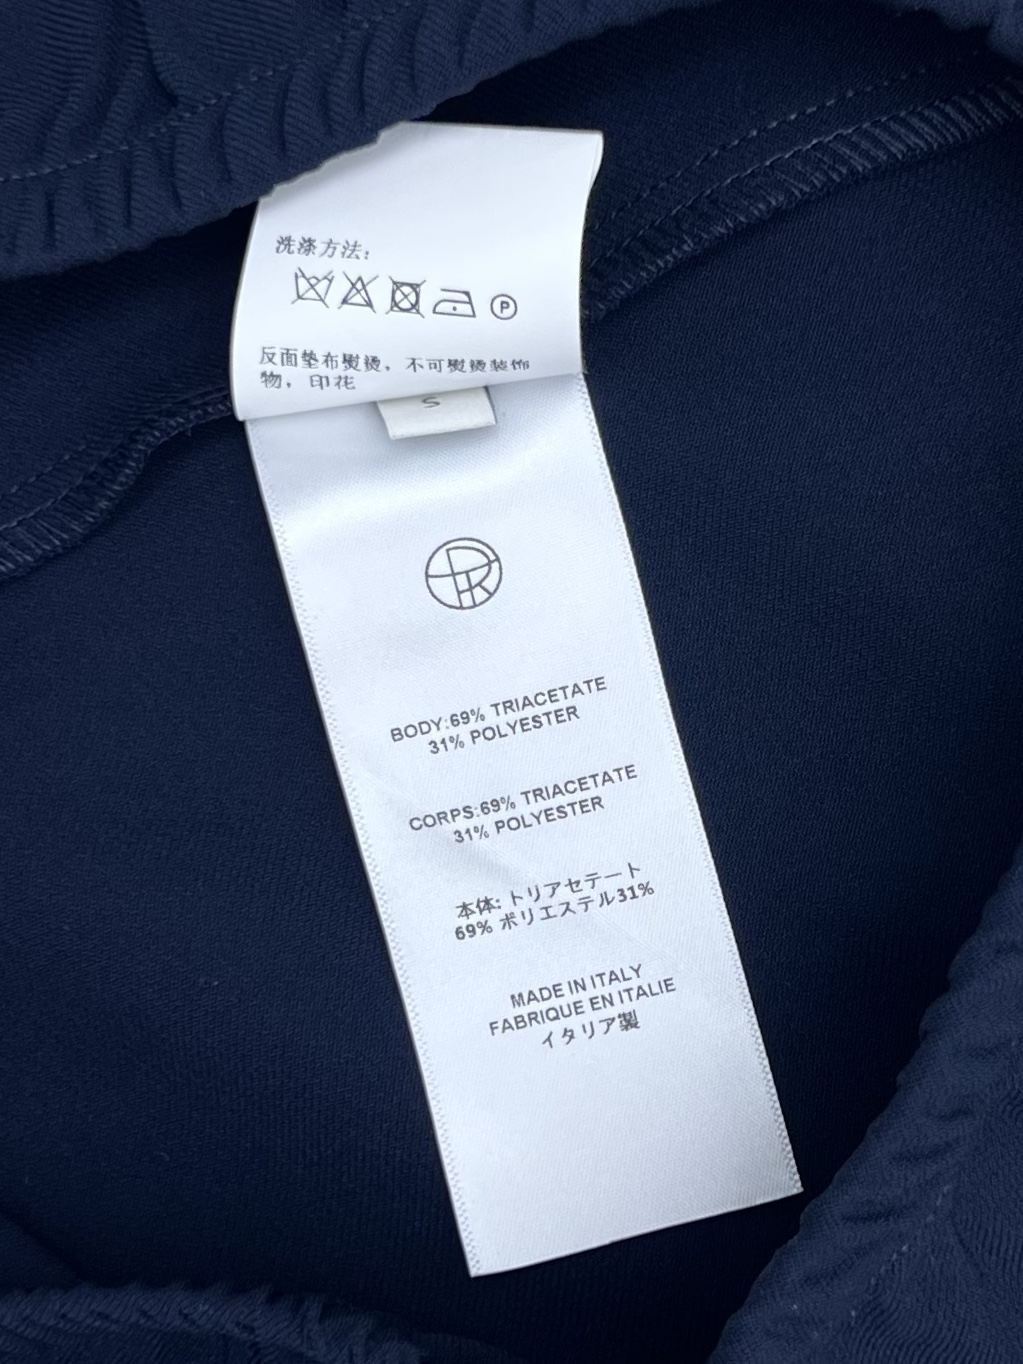 洗涤方法:
P
反面垫布熨烫, 不可熨烫装饰
物, 印花
S
BODY:69% TRIACETATE
31% POLYESTER
CORPS:69% TRIACETATE
31% POLYESTER
本体: トリアセテート
69% ポリエステル31%
MADE IN ITALY
FABRIQUE EN ITALIE
イタリア製